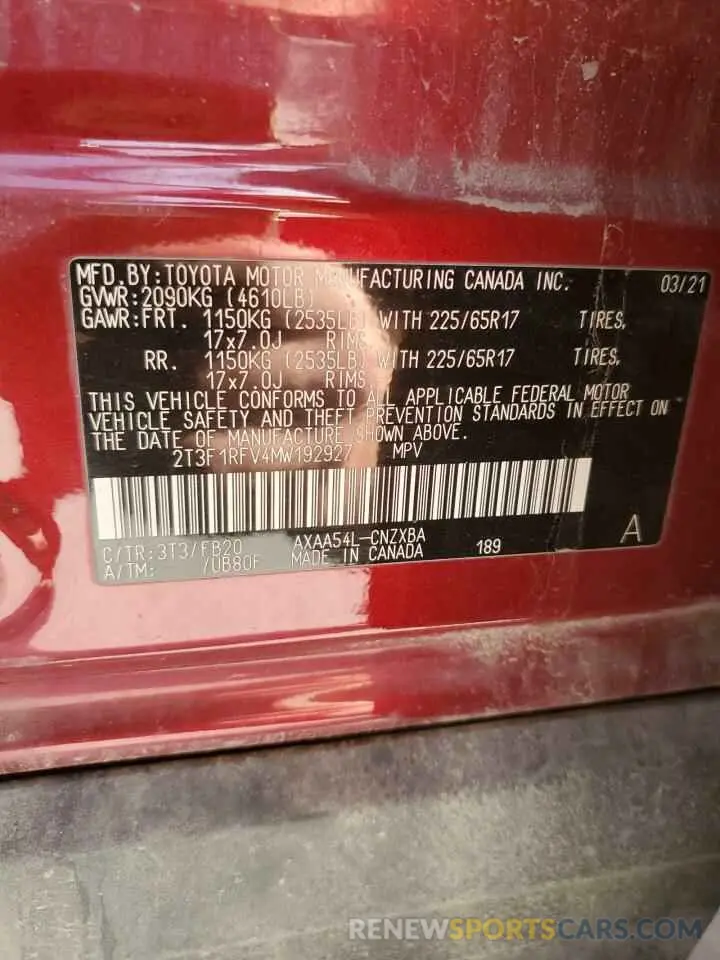 MFD. BY: TOYOTA MOTOR MANUFACTURING CANADA INC. 03/21
GVWR: 2090KG (4610LB)
GAWR: FRT. 1150KG (2535LB) WITH 225/65R17 TIRES,
17x7.0J RIMS
RR. 1150KG (2535LB) WITH 225/65R17 TIRES,
17x7.0J RIMS
THIS VEHICLE CONFORMS TO ALL APPLICABLE FEDERAL MOTOR
VEHICLE SAFETY AND THEFT PREVENTION STANDARDS IN EFFECT ON
THE DATE OF MANUFACTURE SHOWN ABOVE.
2T3F1RFV4MW192927 MPV
C/TR: 3T3/FB20 AXAA54L-CNZXBA
A/TM: /UB80F MADE IN CANADA 189 A
RENEWSPORTSCARS.COM